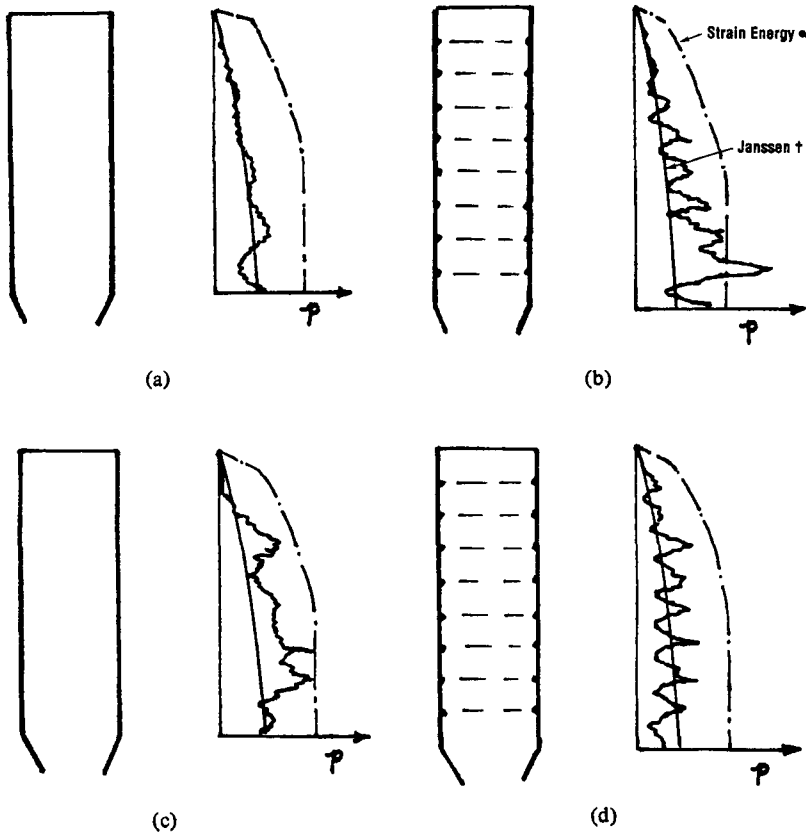 Strain Energy *
Janssen †
p
p
(a)
(b)
p
p
(c)
(d)